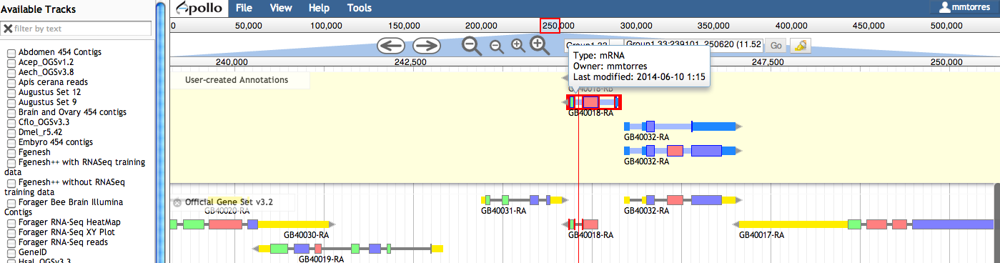 Available Tracks
filter by text
Abdomen 454 Contigs
Acep_OGSv1.2
Aech_OGSv3.8
Apis cerana reads
Augustus Set 12
Augustus Set 9
Brain and Ovary 454 contigs
Cflo_OGSv3.3
Dmel_r5.42
Embyro 454 contigs
Fgenesh
Fgenesh++ with RNASeq training
data
Fgenesh++ without RNASeq
training data
Forager Bee Brain Illumina
Contigs
Forager RNA-Seq HeatMap
Forager RNA-Seq XY Plot
Forager RNA-Seq reads
GeneID
Hsal_OGSv3.3
Apollo File View Help Tools mmtorres
0 50,000 100,000 150,000 200,000 250,000 300,000 350,000 400,000 450,000 500,000
Group1.33 Group1.33:239101..250620 (11.52 Go
240,000 242,500 247,500 250,000
Type: mRNA
Owner: mmtorres
Last modified: 2014-06-10 1:15
User-created Annotations
GB40018-RB
GB40018-RA
GB40032-RA
GB40032-RA
Official Gene Set v3.2
GB40020-RA
GB40031-RA
GB40032-RA
GB40030-RA
GB40018-RA
GB40017-RA
GB40019-RA